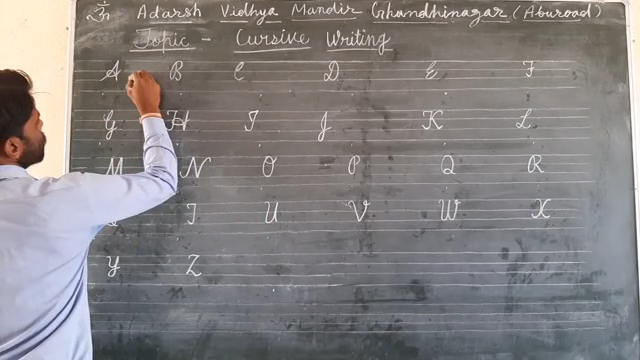 ॐ Adarsh Vidhya Mandir Ghandhinagar (Aburoad)
Topic - Cursive Writing
A B C D E F
G H I J K L
M N O P Q R
T U V W X
Y Z